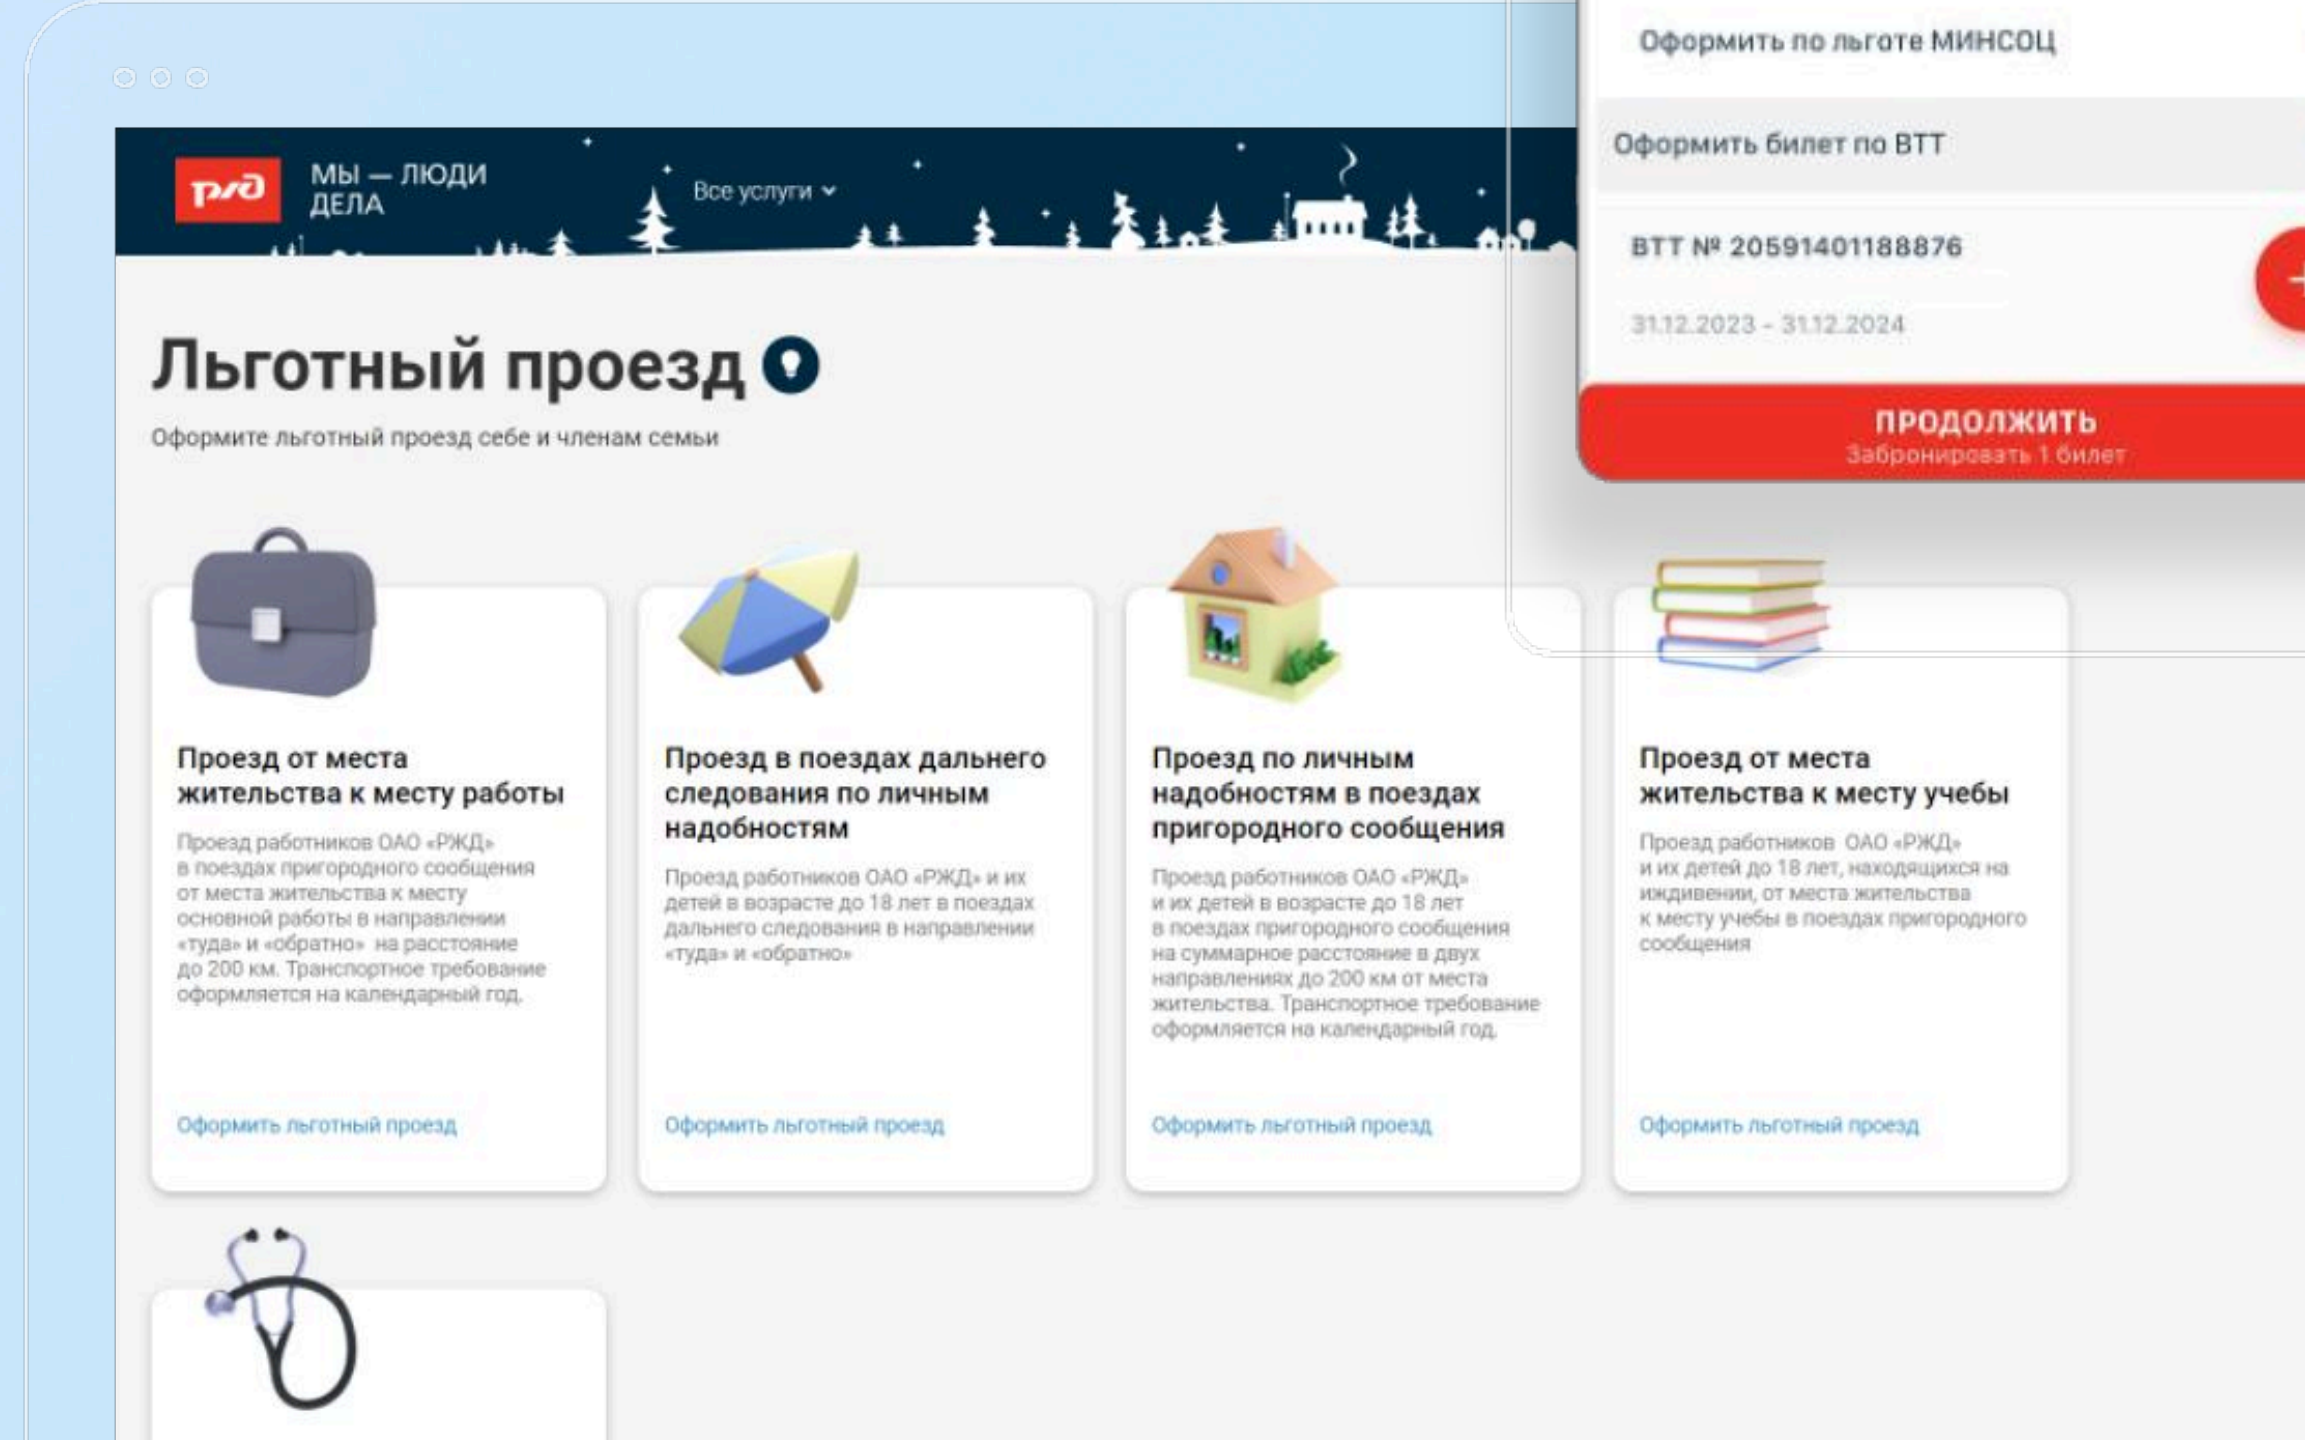 Оформить по льготе МИНСОЦ
Оформить билет по ВТТ
ВТТ № 20591401188876
31.12.2023 - 31.12.2024
ПРОДОЛЖИТЬ
Забронировать 1 билет
ржд
МЫ — ЛЮДИ
ДЕЛА
Все услуги
Льготный проезд
Оформите льготный проезд себе и членам семьи
Проезд от места
жительства к месту работы
Проезд работников ОАО «РЖД»
в поездах пригородного сообщения
от места жительства к месту
основной работы в направлении
«туда» и «обратно» на расстояние
до 200 км. Транспортное требование
оформляется на календарный год.
Оформить льготный проезд
Проезд в поездах дальнего
следования по личным
надобностям
Проезд работников ОАО «РЖД» и их
детей в возрасте до 18 лет в поездах
дальнего следования в направлении
«туда» и «обратно»
Оформить льготный проезд
Проезд по личным
надобностям в поездах
пригородного сообщения
Проезд работников ОАО «РЖД»
и их детей в возрасте до 18 лет
в поездах пригородного сообщения
на суммарное расстояние в двух
направлениях до 200 км от места
жительства. Транспортное требование
оформляется на календарный год.
Оформить льготный проезд
Проезд от места
жительства к месту учебы
Проезд работников ОАО «РЖД»
и их детей до 18 лет, находящихся на
иждивении, от места жительства
к месту учебы в поездах пригородного
сообщения
Оформить льготный проезд